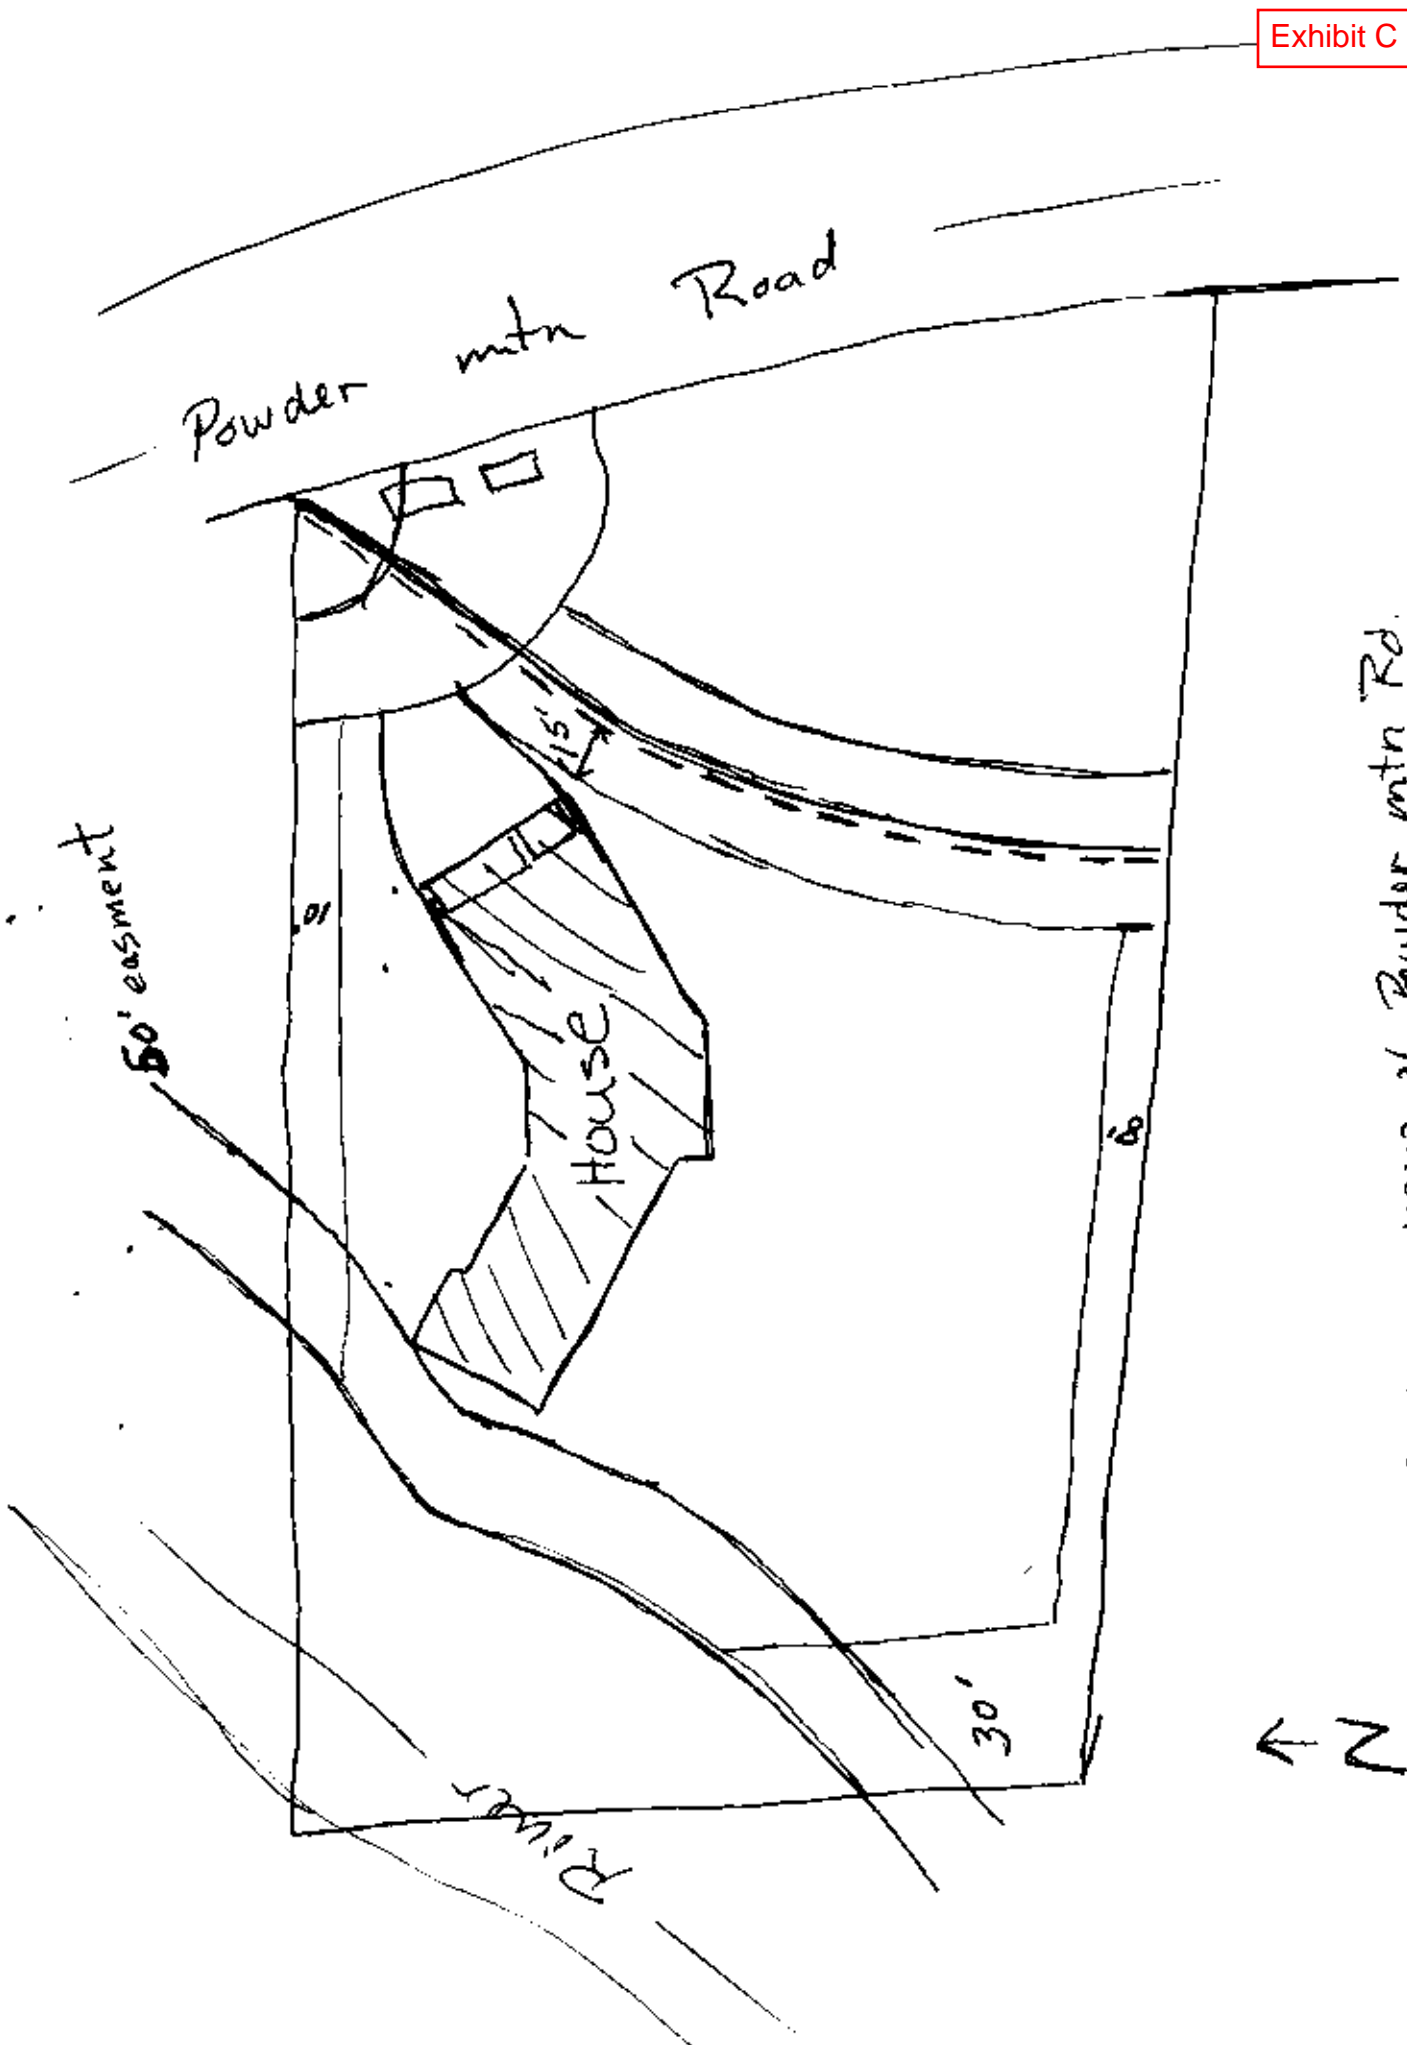 Exhibit C
Powder mtn Road
15'
10'
50' easment
House
8'
30'
River
N
Powder mtn Rd.